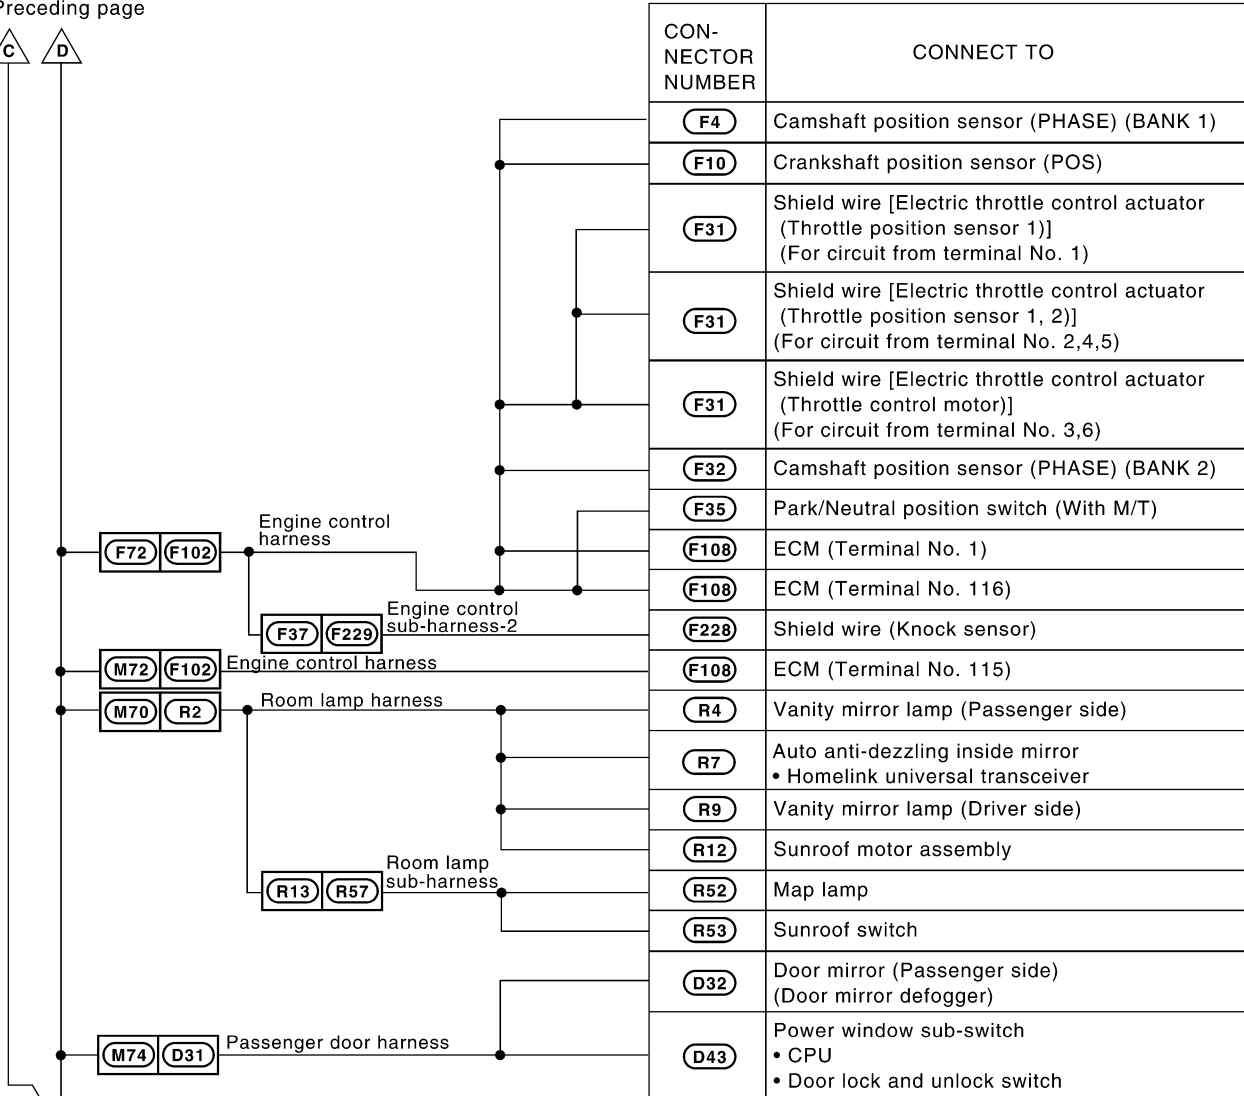 Preceding page
C
D
CON-
NECTOR
NUMBER
CONNECT TO
F4
Camshaft position sensor (PHASE) (BANK 1)
F10
Crankshaft position sensor (POS)
F31
Shield wire [Electric throttle control actuator
(Throttle position sensor 1)]
(For circuit from terminal No. 1)
F31
Shield wire [Electric throttle control actuator
(Throttle position sensor 1, 2)]
(For circuit from terminal No. 2,4,5)
F31
Shield wire [Electric throttle control actuator
(Throttle control motor)]
(For circuit from terminal No. 3,6)
F32
Camshaft position sensor (PHASE) (BANK 2)
F35
Park/Neutral position switch (With M/T)
F72 F102
Engine control
harness
F108
ECM (Terminal No. 1)
F108
ECM (Terminal No. 116)
F37 F229
Engine control
sub-harness-2
F228
Shield wire (Knock sensor)
M72 F102
Engine control harness
F108
ECM (Terminal No. 115)
M70 R2
Room lamp harness
R4
Vanity mirror lamp (Passenger side)
R7
Auto anti-dezzling inside mirror
• Homelink universal transceiver
R9
Vanity mirror lamp (Driver side)
R12
Sunroof motor assembly
R13 R57
Room lamp
sub-harness
R52
Map lamp
R53
Sunroof switch
D32
Door mirror (Passenger side)
(Door mirror defogger)
M74 D31
Passenger door harness
D43
Power window sub-switch
• CPU
• Door lock and unlock switch